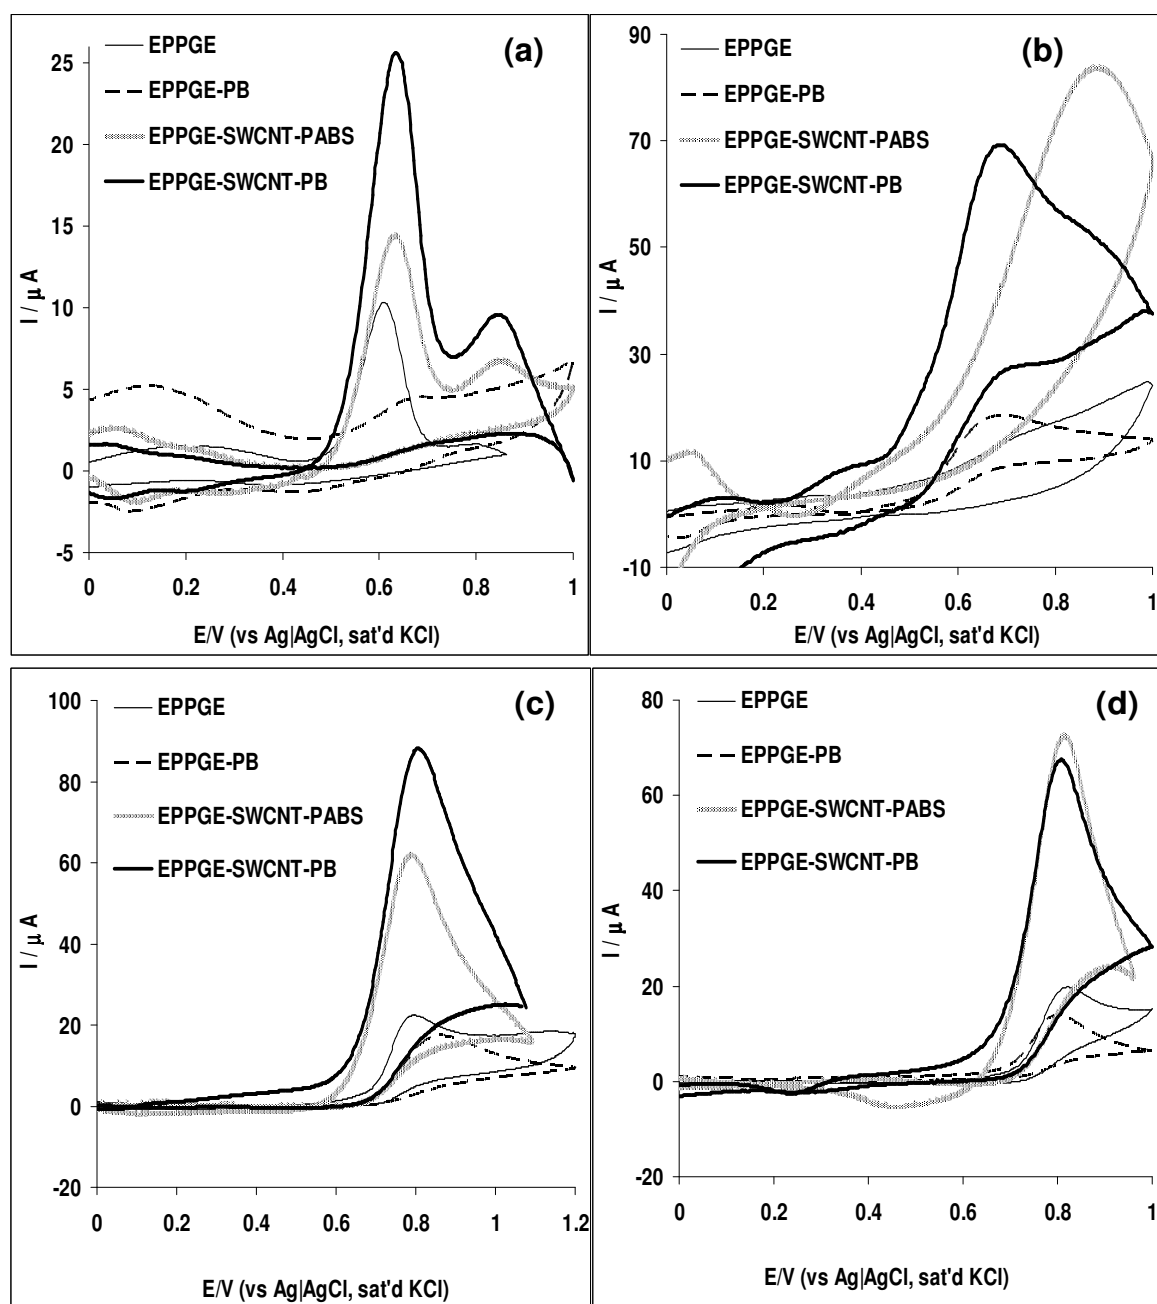 (a)
EPPGE
EPPGE-PB
EPPGE-SWCNT-PABS
EPPGE-SWCNT-PB
25
20
15
10
5
0
-5
I / μ A
0 0.2 0.4 0.6 0.8 1
E/V (vs Ag|AgCl, sat'd KCl)
(b)
EPPGE
EPPGE-PB
EPPGE-SWCNT-PABS
EPPGE-SWCNT-PB
90
70
50
30
10
-10
I / μ A
0 0.2 0.4 0.6 0.8 1
E/V (vs Ag|AgCl, sat'd KCl)
(c)
EPPGE
EPPGE-PB
EPPGE-SWCNT-PABS
EPPGE-SWCNT-PB
100
80
60
40
20
0
-20
I / μ A
0 0.2 0.4 0.6 0.8 1 1.2
E/V (vs Ag|AgCl, sat'd KCl)
(d)
EPPGE
EPPGE-PB
EPPGE-SWCNT-PABS
EPPGE-SWCNT-PB
80
60
40
20
0
-20
I / μ A
0 0.2 0.4 0.6 0.8 1
E/V (vs Ag|AgCl, sat'd KCl)